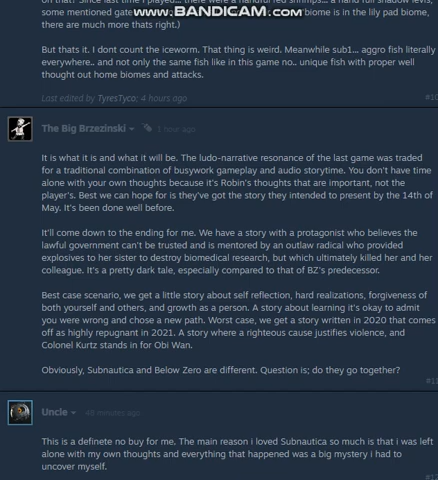 on that! Since last I played... there were a handful red shrimps... a hand full shadow levis,
some mentioned gate
www.BANDICAM.com
biome is in the lily pad biome,
there are much more thats right.)
But thats it. I dont count the iceworm. That thing is weird. Meanwhile sub1... aggro fish literally
everywhere.. and not only the same fish like in this game no.. unique fish with proper well
thought out home biomes and attacks.
Last edited by TyresTyco; 4 hours ago
#10
The Big Brzezinski 1 hour ago
It is what it is and what it will be. The ludo-narrative resonance of the last game was traded
for a traditional combination of busywork gameplay and audio storytime. You don't have time
alone with your own thoughts because it's Robin's thoughts that are important, not the
player's. Best we can hope for is they've got the story they intended to present by the 14th of
May. It's been done well before.
It'll come down to the ending for me. We have a story with a protagonist who believes the
lawful government can't be trusted and is mentored by an outlaw radical who provided
explosives to her sister to destroy biomedical research, but which ultimately killed her and her
colleague. It's a pretty dark tale, especially compared to that of BZ's predecessor.
Best case scenario, we get a little story about self reflection, hard realizations, forgiveness of
both yourself and others, and growth as a person. A story about learning it's okay to admit
you were wrong and chose a new path. Worst case, we get a story written in 2020 that comes
off as highly repugnant in 2021. A story where a righteous cause justifies violence, and
Colonel Kurtz stands in for Obi Wan.
Obviously, Subnautica and Below Zero are different. Question is; do they go together?
#11
Uncle 48 minutes ago
This is a definete no buy for me. The main reason i loved Subnautica so much is that i was left
alone with my own thoughts and everything that happened was a big mystery i had to
uncover myself.
#12